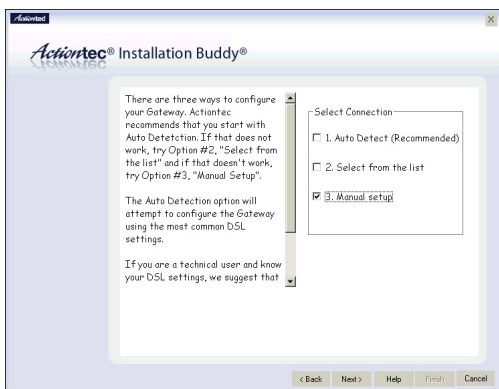 Actiontec
Actiontec® Installation Buddy®
There are three ways to configure
your Gateway. Actiontec
recommends that you start with
Auto Detetction. If that does not
work, try Option #2, "Select from
the list" and if that doesn't work,
try Option #3, "Manual Setup".
The Auto Detection option will
attempt to configure the Gateway
using the most common DSL
settings.
If you are a technical user and know
your DSL settings, we suggest that
Select Connection
1. Auto Detect (Recommended)
2. Select from the list
3. Manual setup
< Back Next > Help Finish Cancel